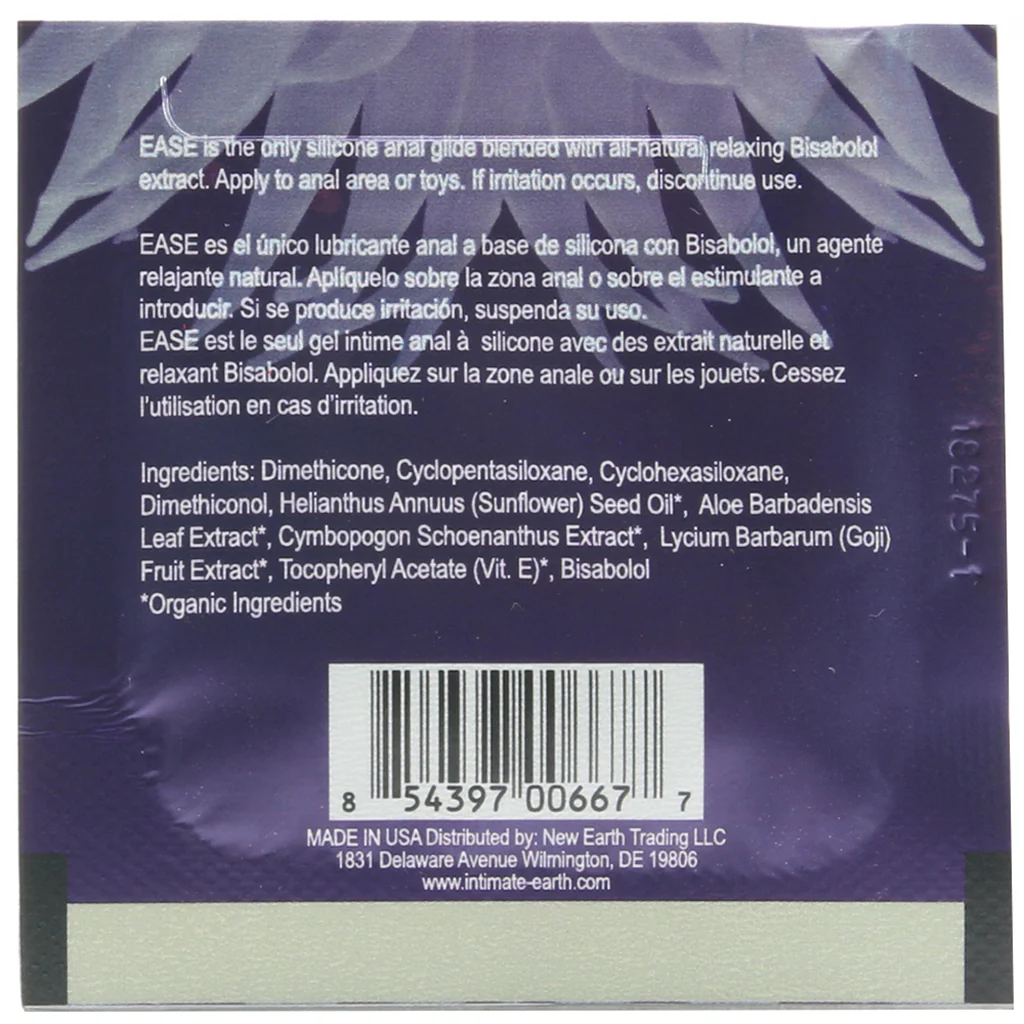 EASE is the only silicone anal glide blended with all-natural relaxing Bisabolol
extract. Apply to anal area or toys. If irritation occurs, discontinue use.
EASE es el único lubricante anal a base de silicona con Bisabolol, un agente
relajante natural. Aplíquelo sobre la zona anal o sobre el estimulante a
introducir. Si se produce irritación, suspenda su uso.
EASE est le seul gel intime anal à silicone avec des extrait naturelle et
relaxant Bisabolol. Appliquez sur la zone anale ou sur les jouets. Cessez
l'utilisation en cas d'irritation.
Ingredients: Dimethicone, Cyclopentasiloxane, Cyclohexasiloxane,
Dimethiconol, Helianthus Annuus (Sunflower) Seed Oil*, Aloe Barbadensis
Leaf Extract*, Cymbopogon Schoenanthus Extract*, Lycium Barbarum (Goji)
Fruit Extract*, Tocopheryl Acetate (Vit. E)*, Bisabolol
*Organic Ingredients
18275-1
8 54397 00667 7
MADE IN USA Distributed by: New Earth Trading LLC
1831 Delaware Avenue Wilmington, DE 19806
www.intimate-earth.com